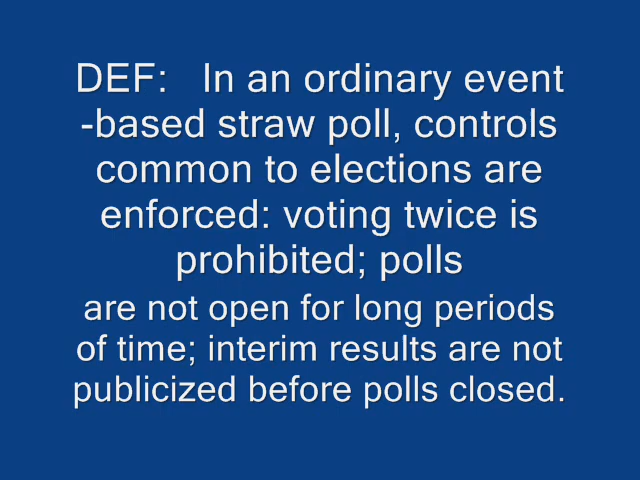 DEF:   In an ordinary event
-based straw poll, controls
common to elections are
enforced: voting twice is
prohibited; polls
are not open for long periods
of time; interim results are not
publicized before polls closed.